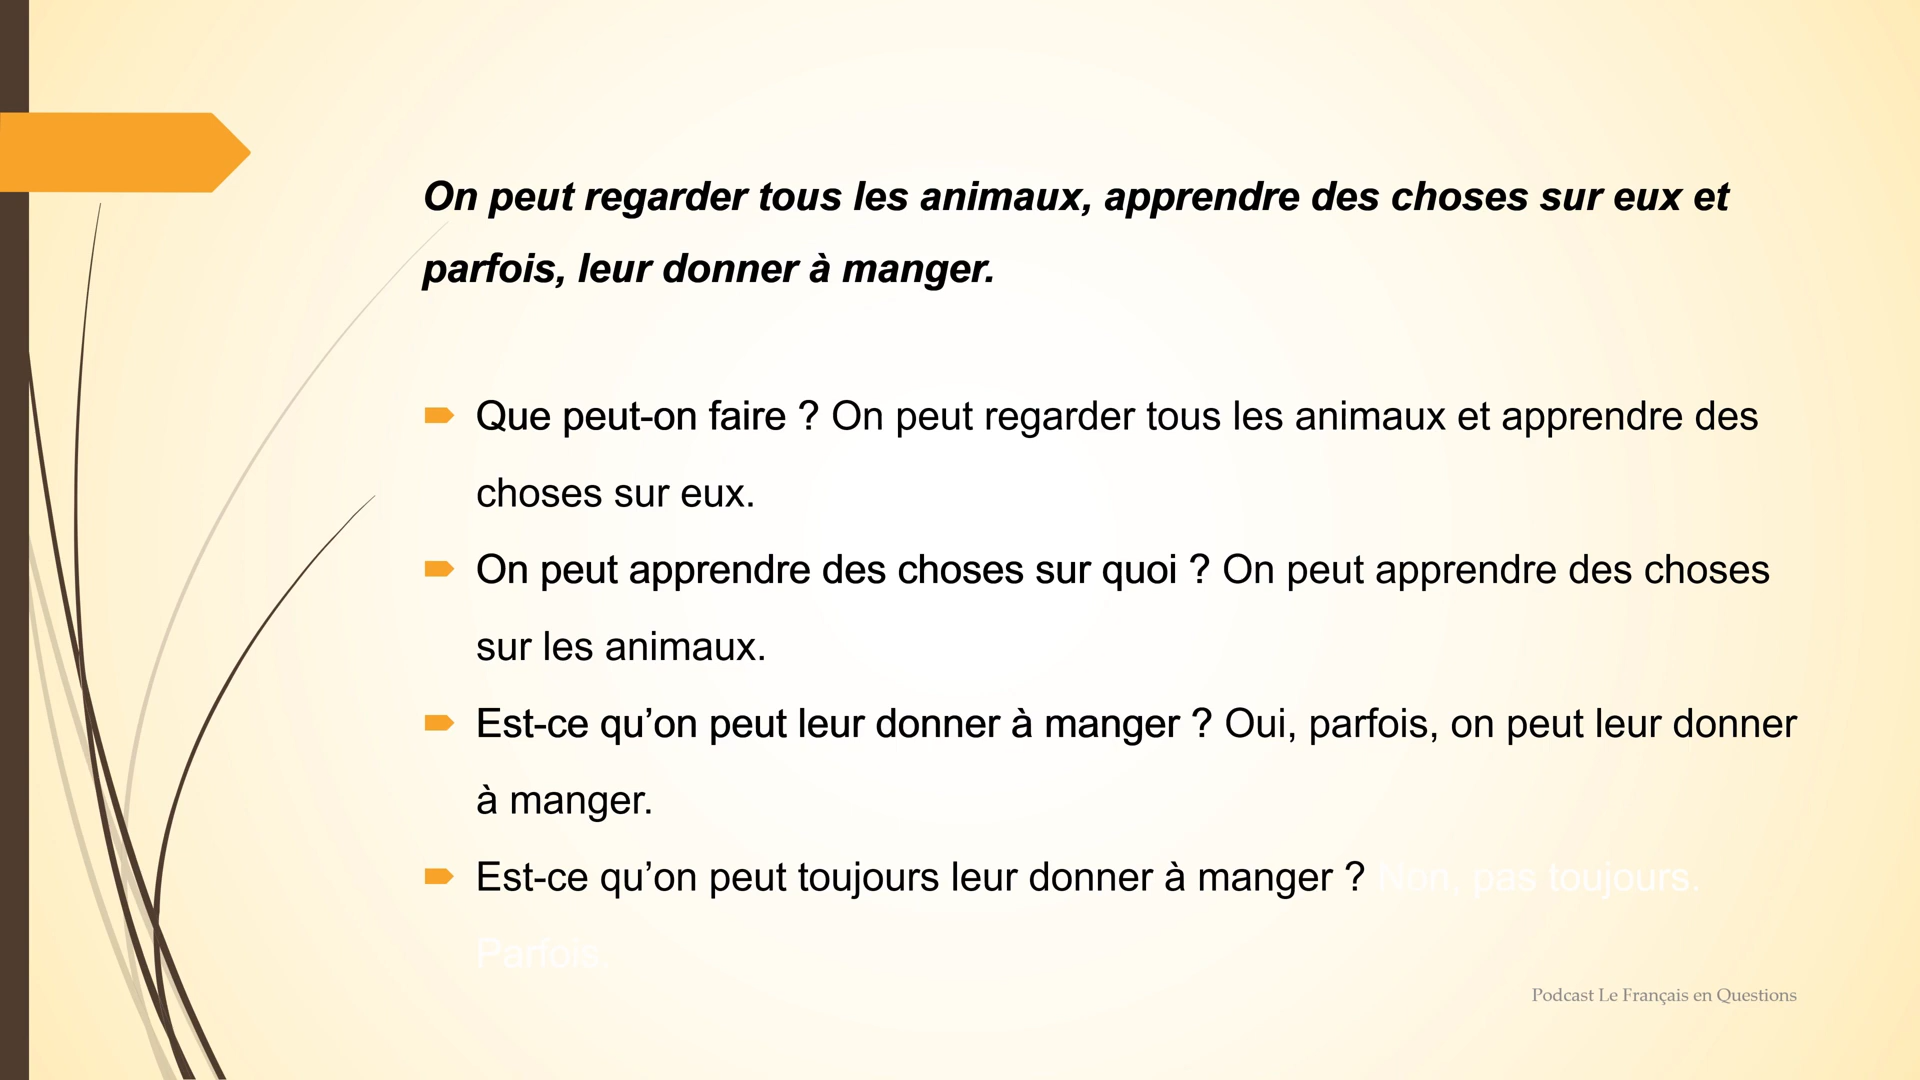 On peut regarder tous les animaux, apprendre des choses sur eux et
parfois, leur donner à manger.
Que peut-on faire ? On peut regarder tous les animaux et apprendre des
choses sur eux.
On peut apprendre des choses sur quoi ? On peut apprendre des choses
sur les animaux.
Est-ce qu’on peut leur donner à manger ? Oui, parfois, on peut leur donner
à manger.
Est-ce qu’on peut toujours leur donner à manger ? Non, pas toujours.
Parfois.
Podcast Le Français en Questions